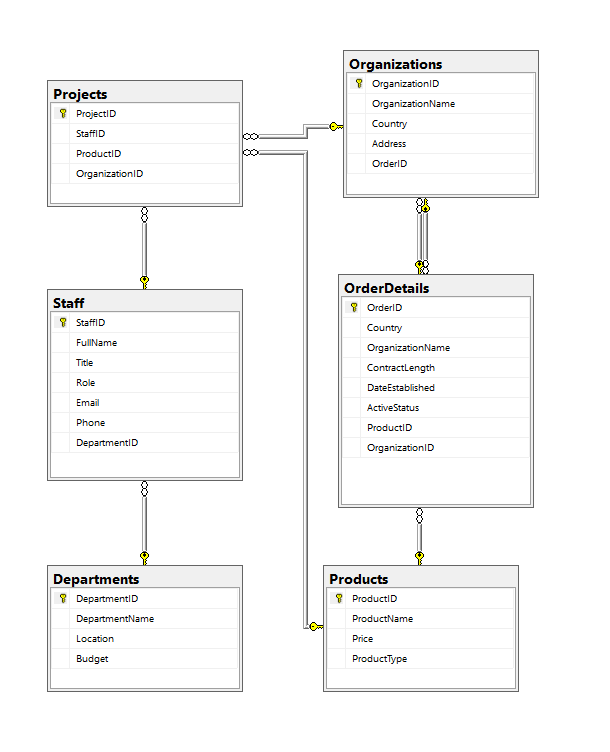 Organizations
OrganizationID
OrganizationName
Country
Address
OrderID
Projects
ProjectID
StaffID
ProductID
OrganizationID
OrderDetails
OrderID
Country
OrganizationName
ContractLength
DateEstablished
ActiveStatus
ProductID
OrganizationID
Staff
StaffID
FullName
Title
Role
Email
Phone
DepartmentID
Departments
DepartmentID
DepartmentName
Location
Budget
Products
ProductID
ProductName
Price
ProductType